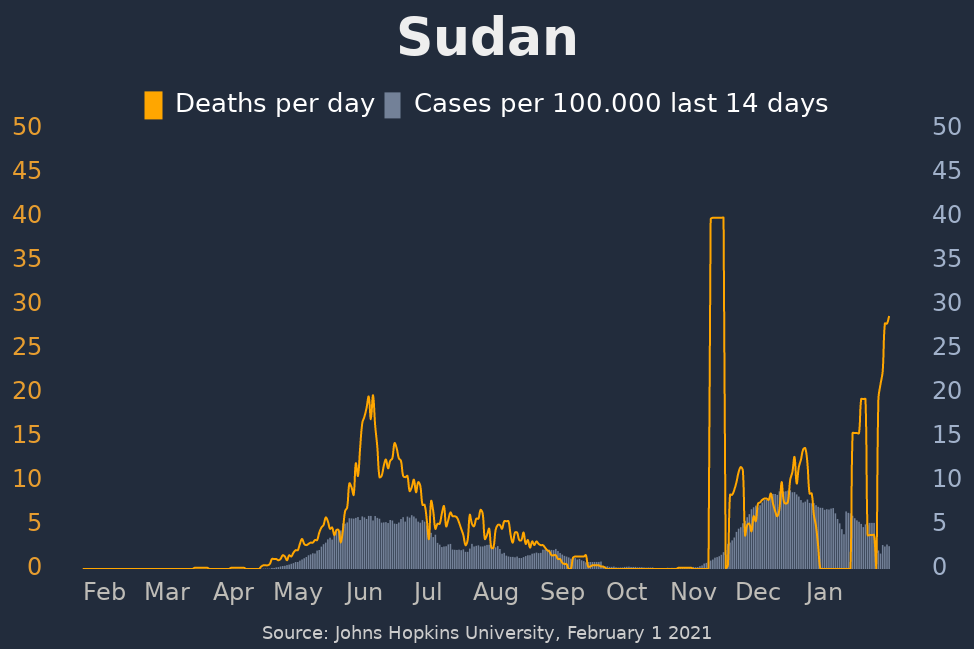 Sudan
Deaths per day Cases per 100.000 last 14 days
50 50
45 45
40 40
35 35
30 30
25 25
20 20
15 15
10 10
5 5
0 0
Feb Mar Apr May Jun Jul Aug Sep Oct Nov Dec Jan
Source: Johns Hopkins University, February 1 2021